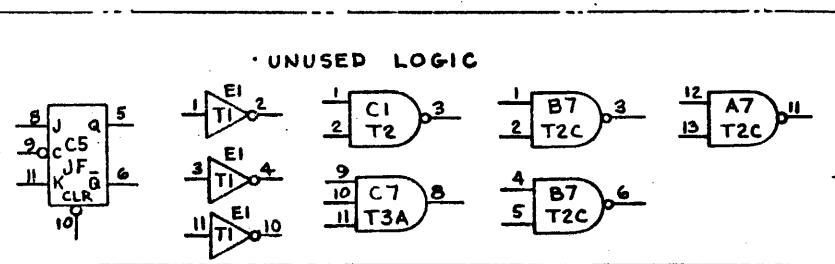 UNUSED LOGIC
8 J Q 5
9 C C5
JF
11 K Q̅ 6
CLR
10
E1
1 T1 2
E1
3 T1 4
E1
11 T1 10
1 C1 3
2 T2
9 C7 8
10 T3A
11
1 B7 3
2 T2C
4 B7 6
5 T2C
12 A7 11
13 T2C